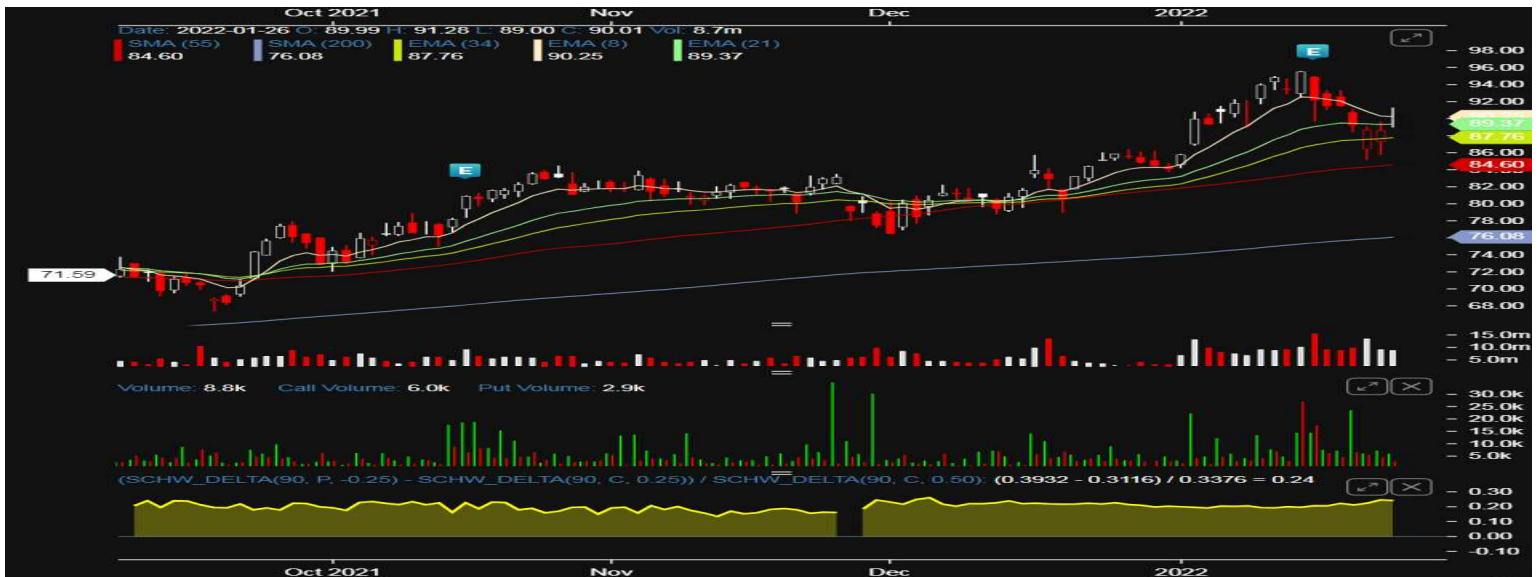 Oct 2021 Nov Dec 2022
Date: 2022-01-26 O: 89.99 H: 91.28 L: 89.00 C: 90.01 Vol: 8.7m
SMA (55) SMA (200) EMA (34) EMA (8) EMA (21)
84.60 76.08 87.76 90.25 89.37
E
98.00
96.00
94.00
92.00
89.37
87.76
86.00
84.60
E
82.00
80.00
78.00
76.08
74.00
71.59
72.00
70.00
68.00
15.0m
10.0m
5.0m
Volume: 8.8k Call Volume: 6.0k Put Volume: 2.9k
30.0k
25.0k
20.0k
15.0k
10.0k
5.0k
(SCHW_DELTA(90, P, -0.25) - SCHW_DELTA(90, C, 0.25)) / SCHW_DELTA(90, C, 0.50): (0.3932 - 0.3116) / 0.3376 = 0.24
0.30
0.20
0.10
0.00
-0.10
Oct 2021 Nov Dec 2022